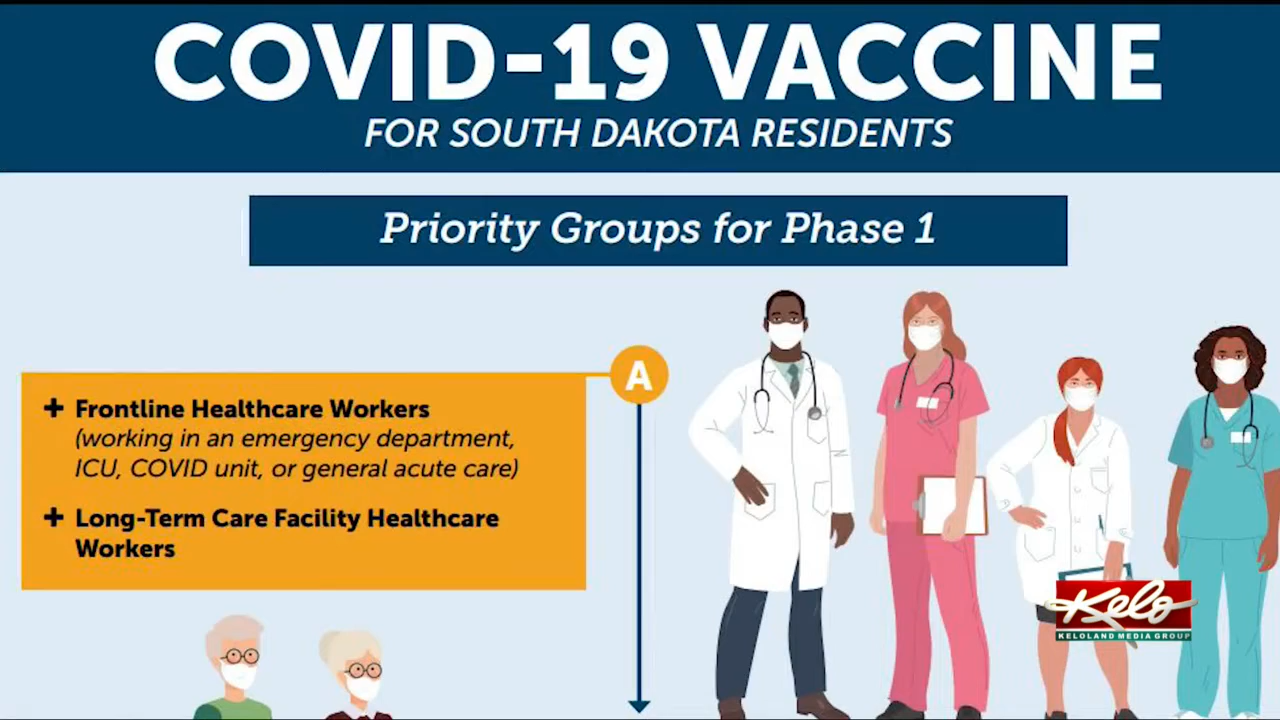 COVID-19 VACCINE
FOR SOUTH DAKOTA RESIDENTS
Priority Groups for Phase 1
A
+ Frontline Healthcare Workers
(working in an emergency department,
ICU, COVID unit, or general acute care)
+ Long-Term Care Facility Healthcare
Workers
Kelo
KELOLAND MEDIA GROUP